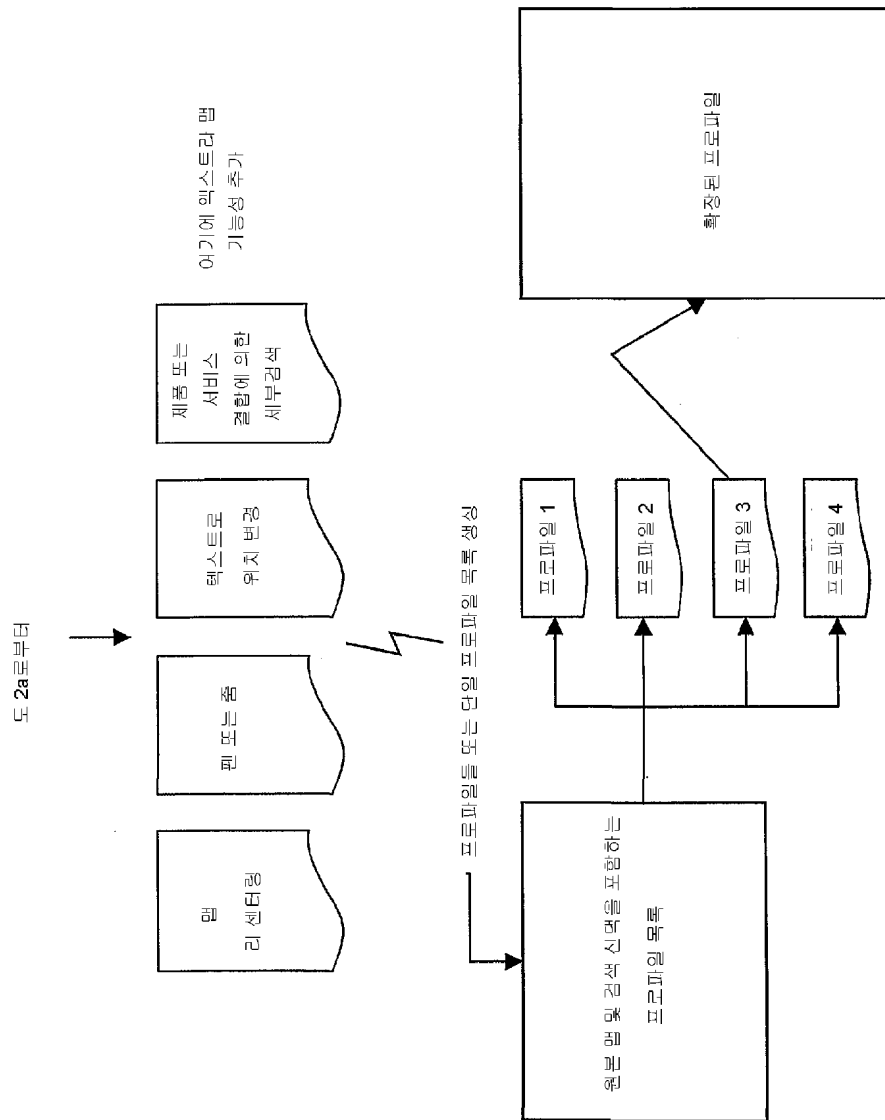 도 2a로부터
맵
리 센터링
팬 또는 줌
텍스트로
위치 변경
제품 또는
서비스
결합에 의한
세부검색
여기에 엑스트라 맵
기능성 추가
프로파일들 또는 단일 프로파일 목록 생성
원본 맵 및 검색 선택을 포함하는
프로파일 목록
프로파일 1
프로파일 2
프로파일 3
프로파일 4
확장된 프로파일